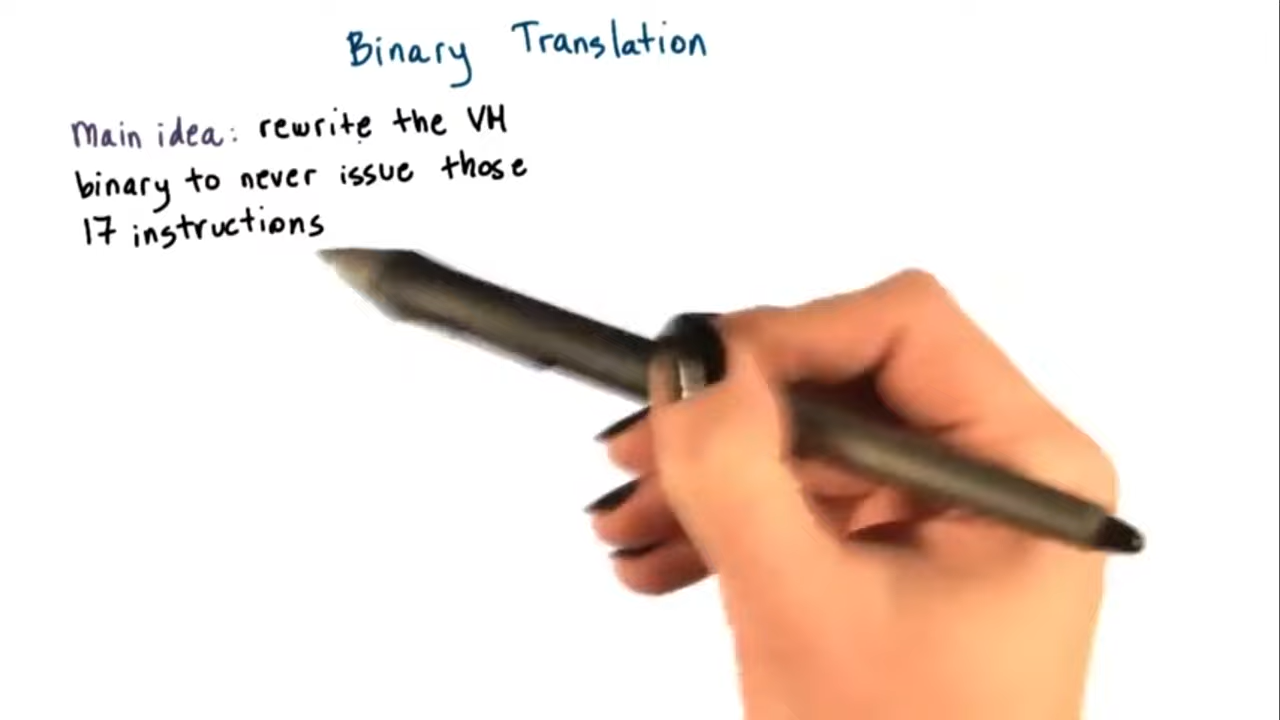 Binary Translation
Main idea: rewrite the VM
binary to never issue those
17 instructions